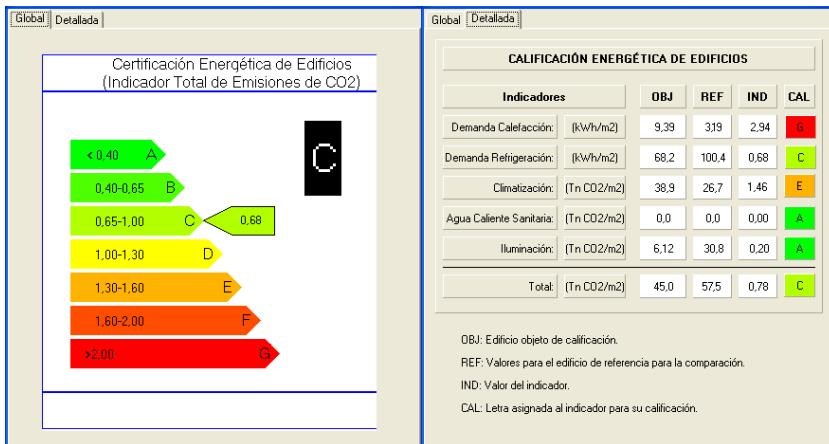 Global Detallada
Certificación Energética de Edificios
(Indicador Total de Emisiones de CO2)
C
< 0,40 A
0,40-0,65 B
0,65-1,00 C 0,68
1,00-1,30 D
1,30-1,60 E
1,60-2,00 F
>2,00 G
Global Detallada
CALIFICACIÓN ENERGÉTICA DE EDIFICIOS
Indicadores OBJ REF IND CAL
Demanda Calefacción: (kWh/m2) 9,39 3,19 2,94 G
Demanda Refrigeración: (kWh/m2) 68,2 100,4 0,68 C
Climatización: (Tn CO2/m2) 38,9 26,7 1,46 E
Agua Caliente Sanitaria: (Tn CO2/m2) 0,0 0,0 0,00 A
Iluminación: (Tn CO2/m2) 6,12 30,8 0,20 A
Total: (Tn CO2/m2) 45,0 57,5 0,78 C
OBJ: Edificio objeto de calificación.
REF: Valores para el edificio de referencia para la comparación.
IND: Valor del indicador.
CAL: Letra asignada al indicador para su calificación.